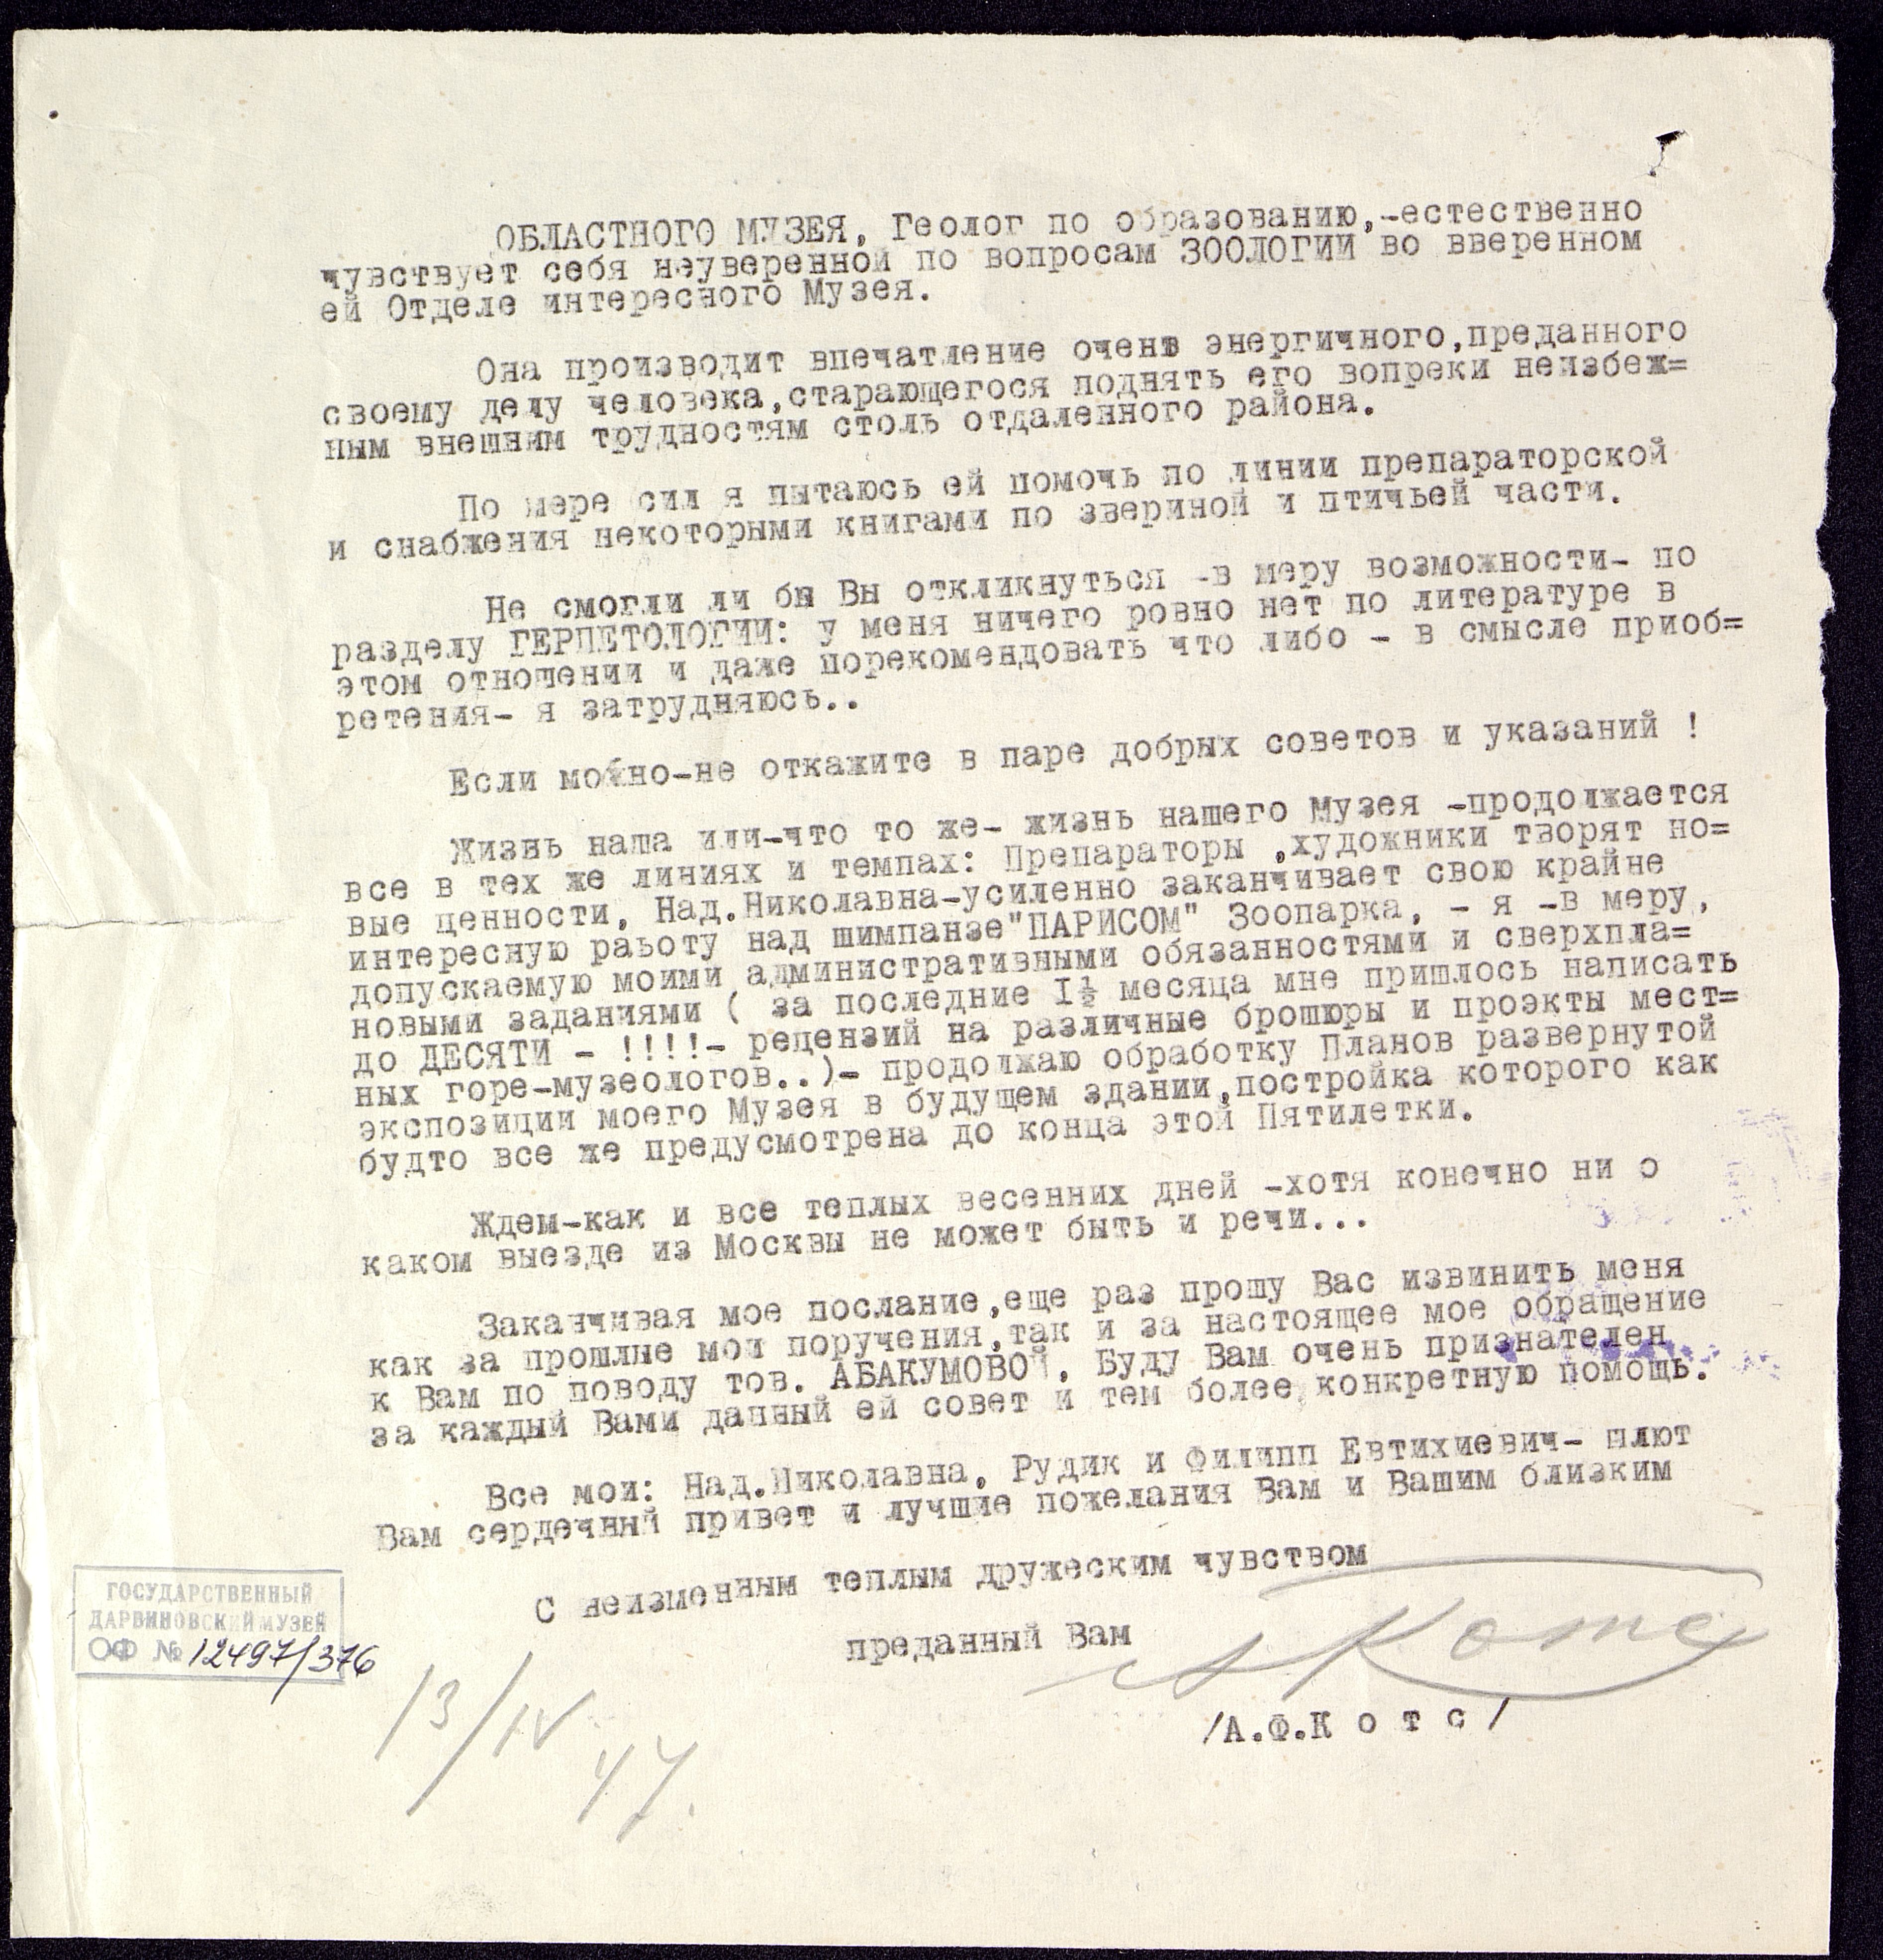 ОБЛАСТНОГО МУЗЕЯ, Геолог по образованию,-естественно
чувствует себя неуверенной по вопросам ЗООЛОГИИ во вверенном
ей Отделе интересного Музея.
Она производит впечатление очень энергичного,преданного
своему делу человека,старающегося поднять его вопреки неизбеж=
ным внешним трудностям столь отдаленного района.
По мере сил я пытаюсь ей помочь по линии препараторской
и снабжения некоторыми книгами по звериной и птичьей части.
Не смогли ли бы Вы откликнуться -в меру возможности- по
разделу ГЕРПЕТОЛОГИИ: у меня ничего ровно нет по литературе в
этом отношении и даже порекомендовать что либо - в смысле приоб=
ретения- я затрудняюсь..
Если можно-не откажите в паре добрых советов и указаний !
Жизнь наша или-что то же- жизнь нашего Музея -продолжается
все в тех же линиях и темпах: Препараторы ,художники творят но=
вые ценности, Над.Николавна-усиленно заканчивает свою крайне
интересную раьоту над шимпанзе"ПАРИСОМ" Зоопарка, - я -в меру,
допускаемую моими административными обязанностями и сверхпла=
новыми заданиями ( за последние I½ месяца мне пришлось написать
до ДЕСЯТИ - !!!!- рецензий на различные брошюры и проэкты мест=
ных горе-музеологов..)- продолжаю обработку Планов развернутой
экспозиции моего Музея в будущем здании,постройка которого как
будто все же предусмотрена до конца этой Пятилетки.
Ждем-как и все теплых весенних дней -хотя конечно ни о
каком выезде из Москвы не может быть и речи...
Заканчивая мое послание,еще раз прошу Вас извинить меня
как за прошлые мои поручения,так и за настоящее мое обращение
к Вам по поводу тов. АБАКУМОВОЙ. Буду Вам очень признателен
за каждый Вами данный ей совет и тем более конкретную помощь.
Все мои: Над.Николавна, Рудик и Филипп Евтихиевич- шлют
Вам сердечный привет и лучшие пожелания Вам и Вашим близким
С неизменным теплым дружеским чувством
преданный Вам
АКотс
/А.Ф.К о т с/
ГОСУДАРСТВЕННЫЙ
ДАРВИНОВСКИЙ МУЗЕЙ
ОФ № 12497/376
13/IV 47.